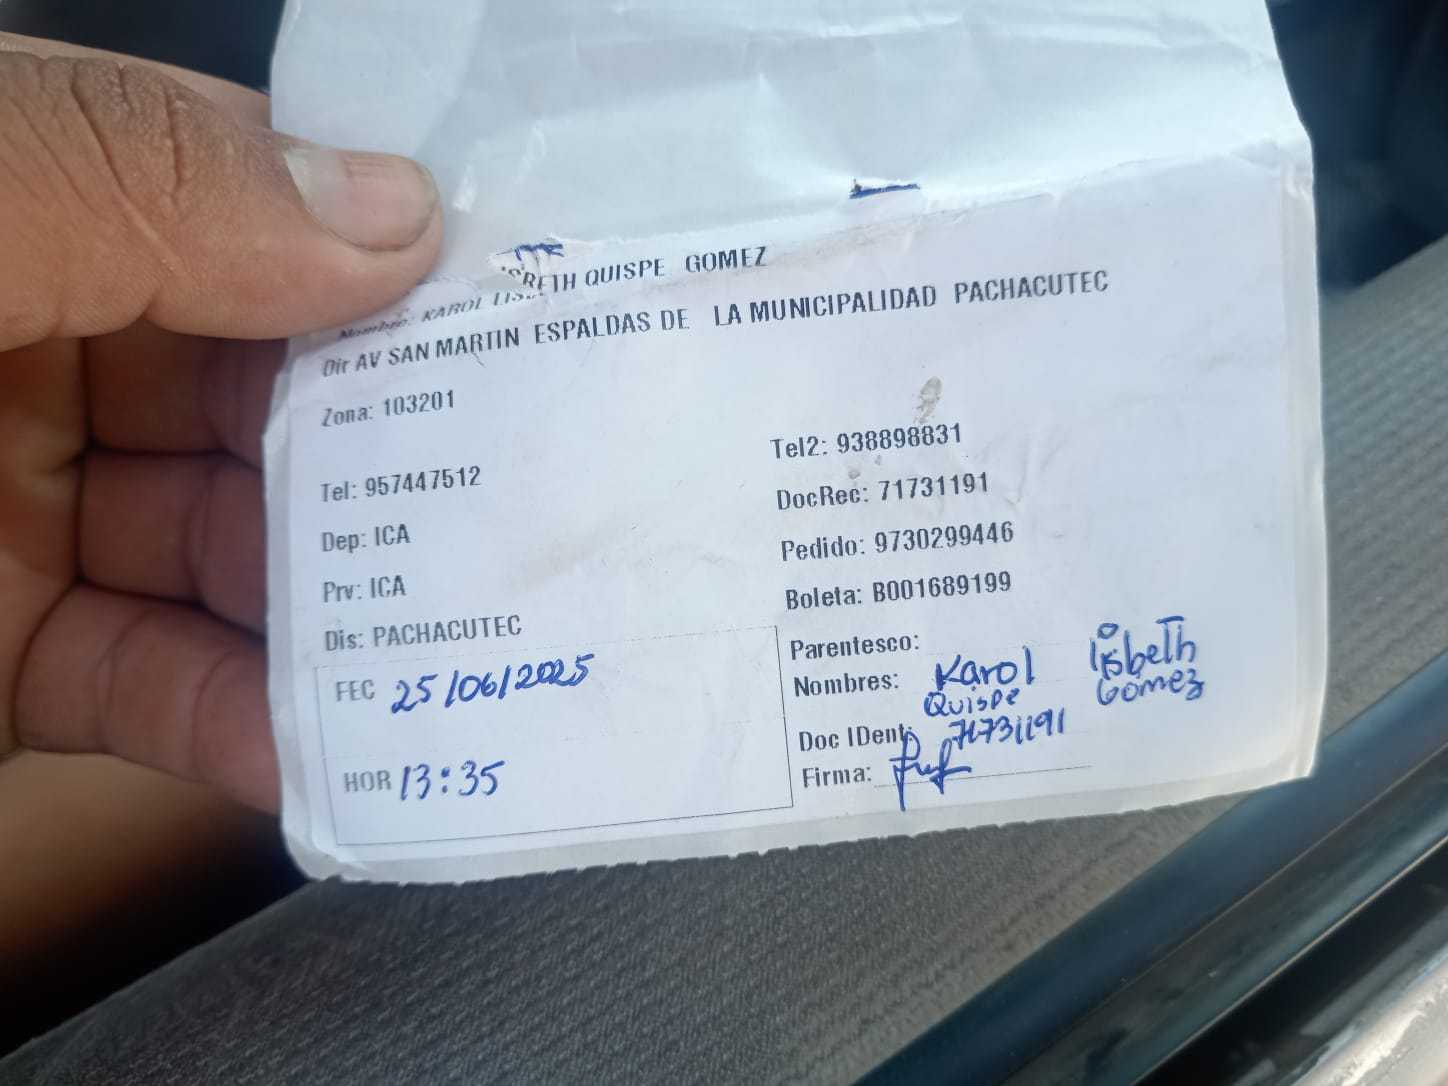 Nombre: KAROL LISBETH QUISPE GOMEZ
Dir AV SAN MARTIN ESPALDAS DE LA MUNICIPALIDAD PACHACUTEC
Zona: 103201
Tel: 957447512 Tel2: 938898831
DocRec: 71731191
Dep: ICA
Pedido: 9730299446
Prv: ICA
Boleta: B001689199
Dis: PACHACUTEC
Parentesco:
FEC 25/06/2025
Nombres: Karol lisbeth
Quispe Gomez
Doc IDent: 71731191
HOR 13:35
Firma: